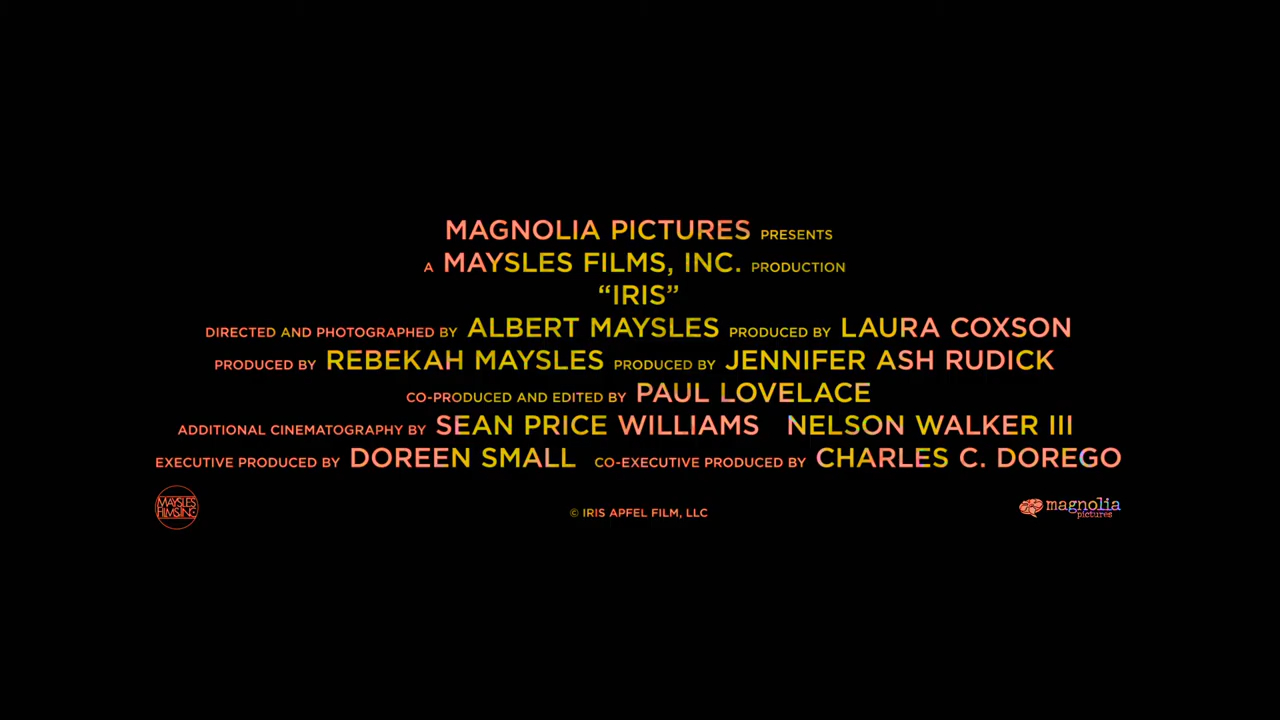 MAGNOLIA PICTURES PRESENTS
A MAYSLES FILMS, INC. PRODUCTION
“IRIS”
DIRECTED AND PHOTOGRAPHED BY ALBERT MAYSLES PRODUCED BY LAURA COXSON
PRODUCED BY REBEKAH MAYSLES PRODUCED BY JENNIFER ASH RUDICK
CO-PRODUCED AND EDITED BY PAUL LOVELACE
ADDITIONAL CINEMATOGRAPHY BY SEAN PRICE WILLIAMS NELSON WALKER III
EXECUTIVE PRODUCED BY DOREEN SMALL CO-EXECUTIVE PRODUCED BY CHARLES C. DOREGO
MAYSLES
FILMS.INC
© IRIS APFEL FILM, LLC
magnolia
pictures